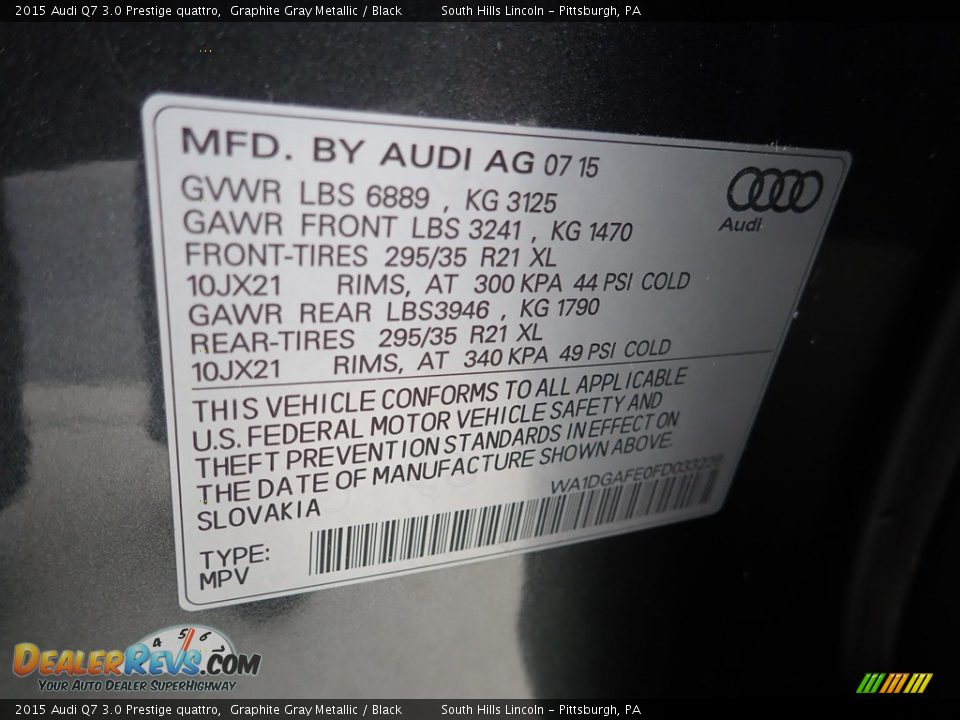 2015 Audi Q7 3.0 Prestige quattro, Graphite Gray Metallic / Black South Hills Lincoln - Pittsburgh, PA
MFD. BY AUDI AG 07 15
GVWR LBS 6889 , KG 3125
GAWR FRONT LBS 3241 , KG 1470
FRONT-TIRES 295/35 R21 XL
10JX21 RIMS, AT 300 KPA 44 PSI COLD
GAWR REAR LBS3946 , KG 1790
REAR-TIRES 295/35 R21 XL
10JX21 RIMS, AT 340 KPA 49 PSI COLD
Audi
THIS VEHICLE CONFORMS TO ALL APPLICABLE
U.S. FEDERAL MOTOR VEHICLE SAFETY AND
THEFT PREVENTION STANDARDS IN EFFECT ON
THE DATE OF MANUFACTURE SHOWN ABOVE.
SLOVAKIA
WA1DGAFE0FD033228
TYPE:
MPV
4 5 6 7
DEALERREVS.COM
YOUR AUTO DEALER SUPERHIGHWAY
2015 Audi Q7 3.0 Prestige quattro, Graphite Gray Metallic / Black South Hills Lincoln - Pittsburgh, PA